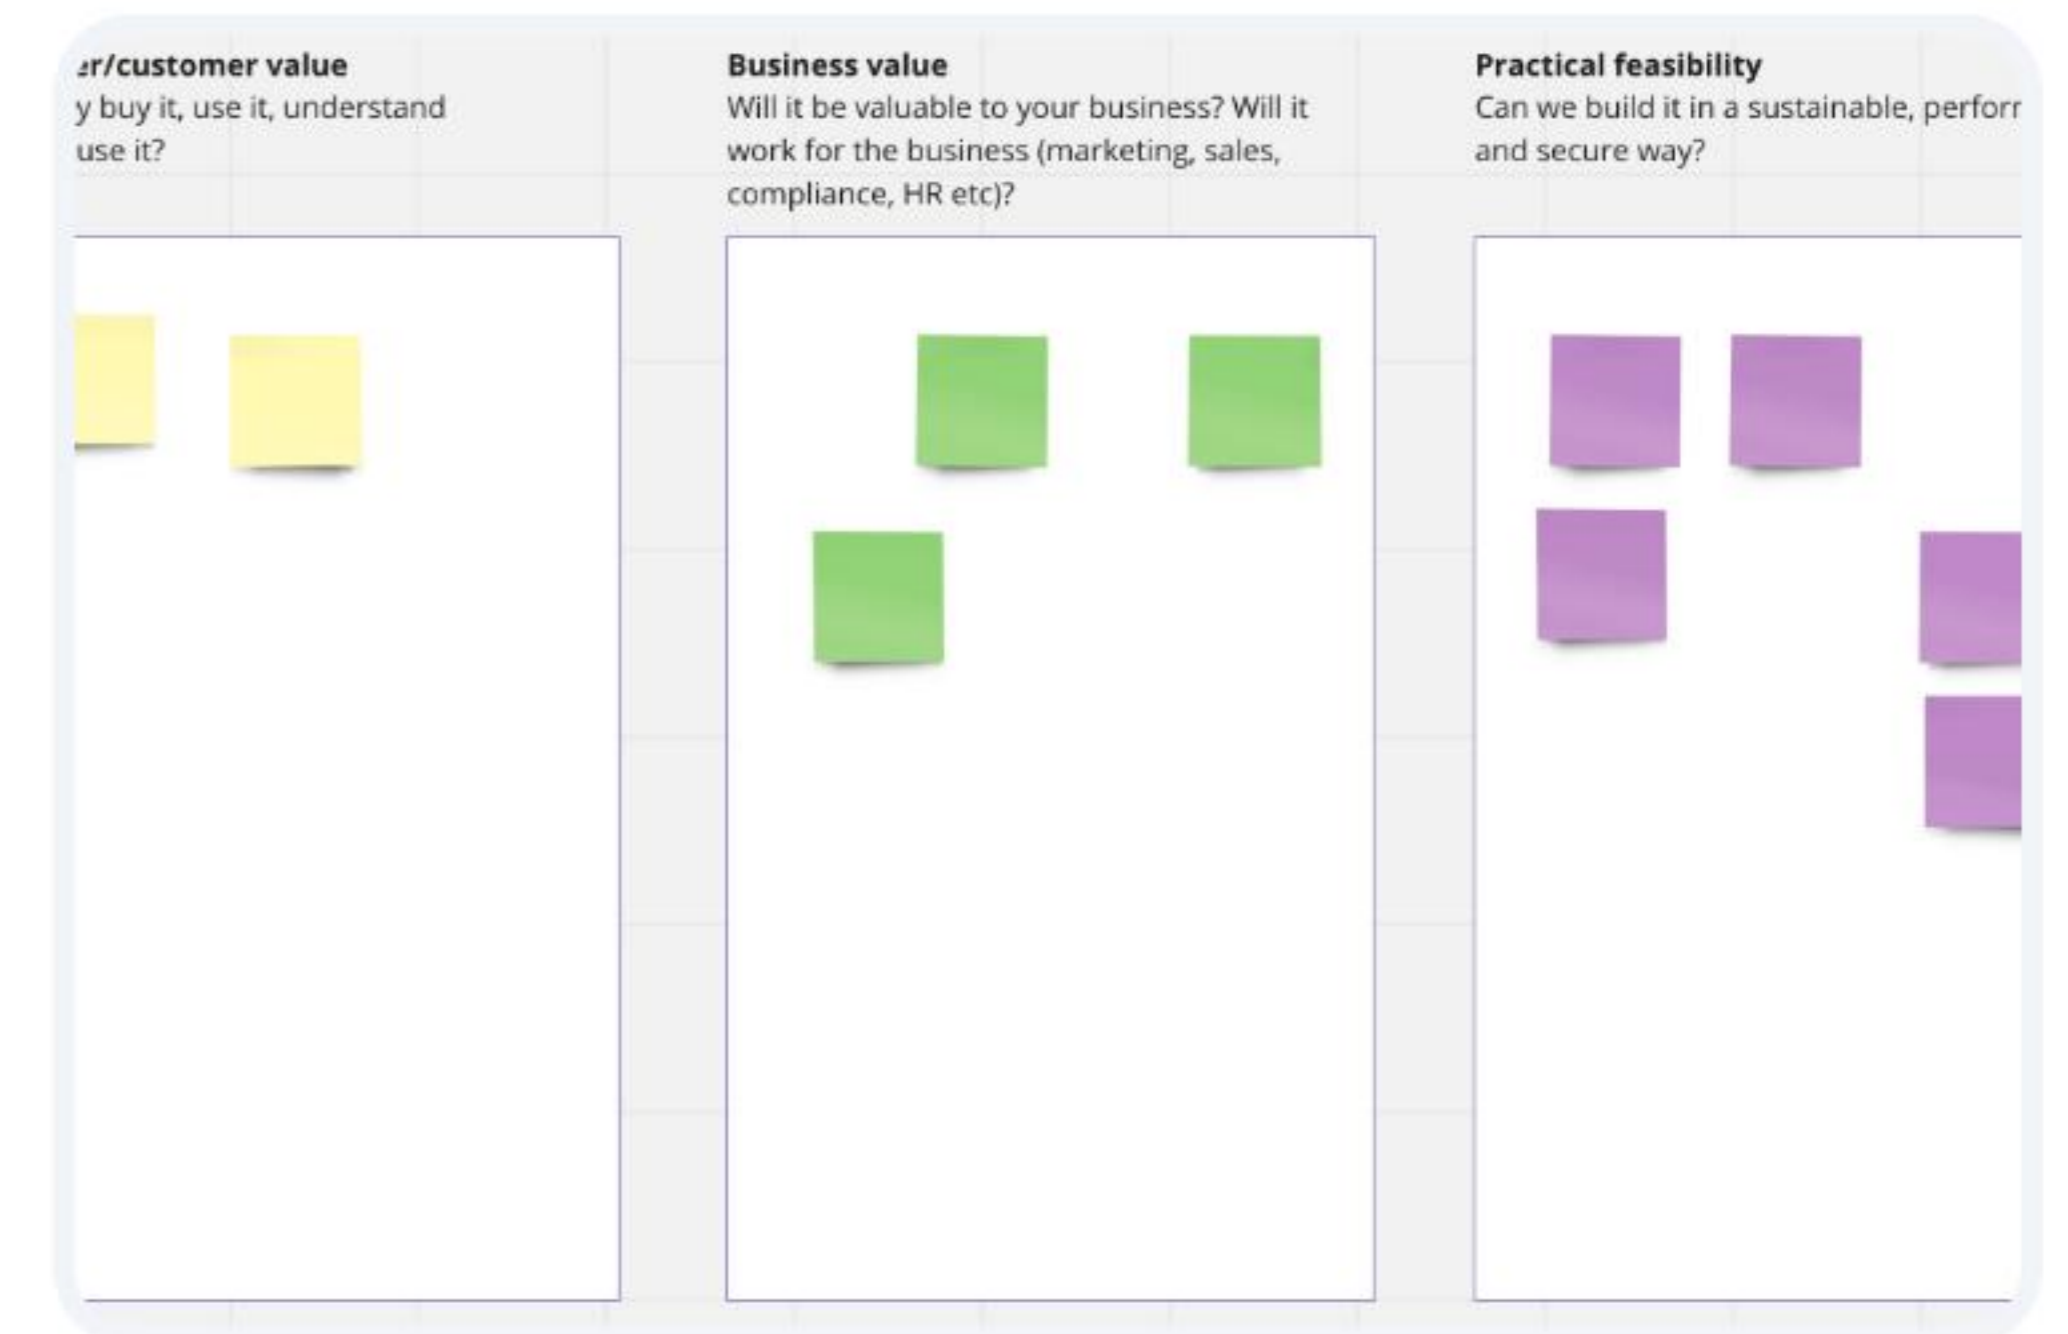 er/customer value
y buy it, use it, understand
use it?
Business value
Will it be valuable to your business? Will it
work for the business (marketing, sales,
compliance, HR etc)?
Practical feasibility
Can we build it in a sustainable, perforr
and secure way?